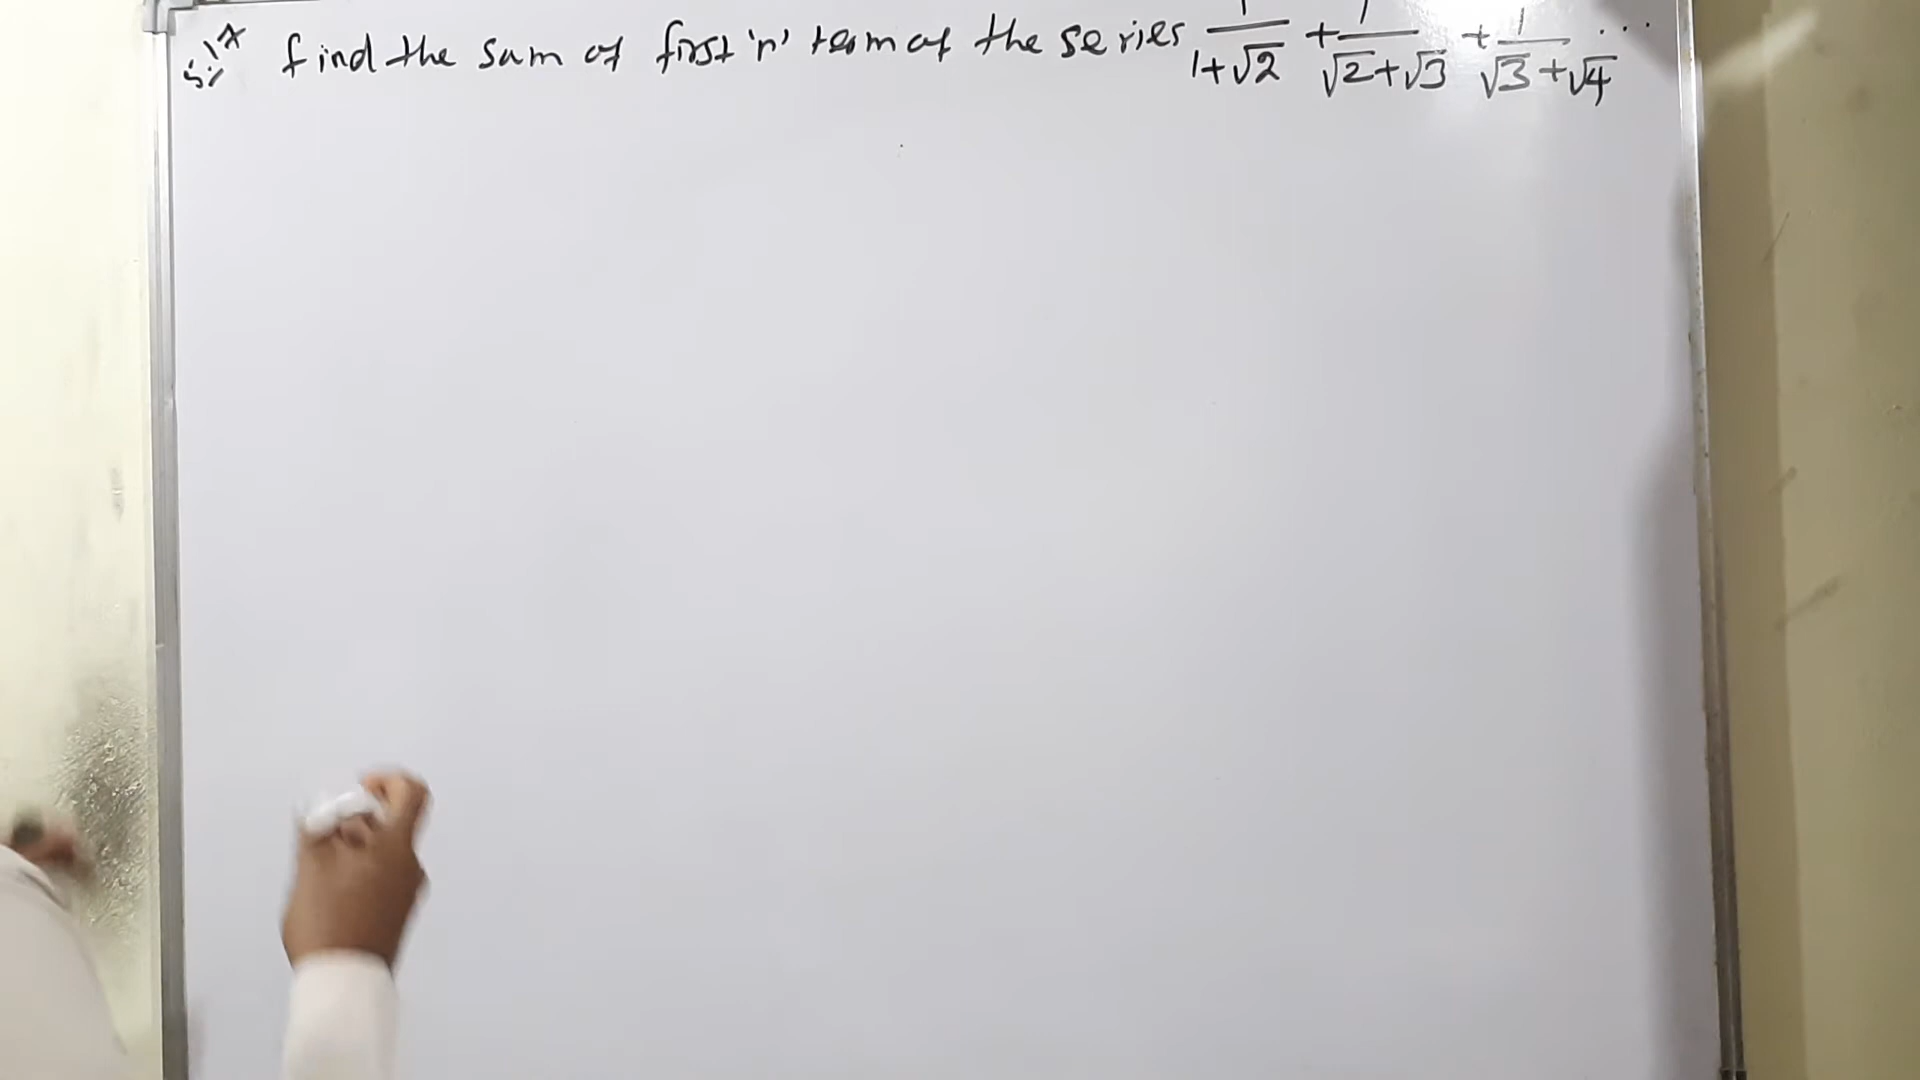 find the sum of first 'n' term of the series 1/(1+√2) + 1/(√2+√3) + 1/(√3+√4) ...